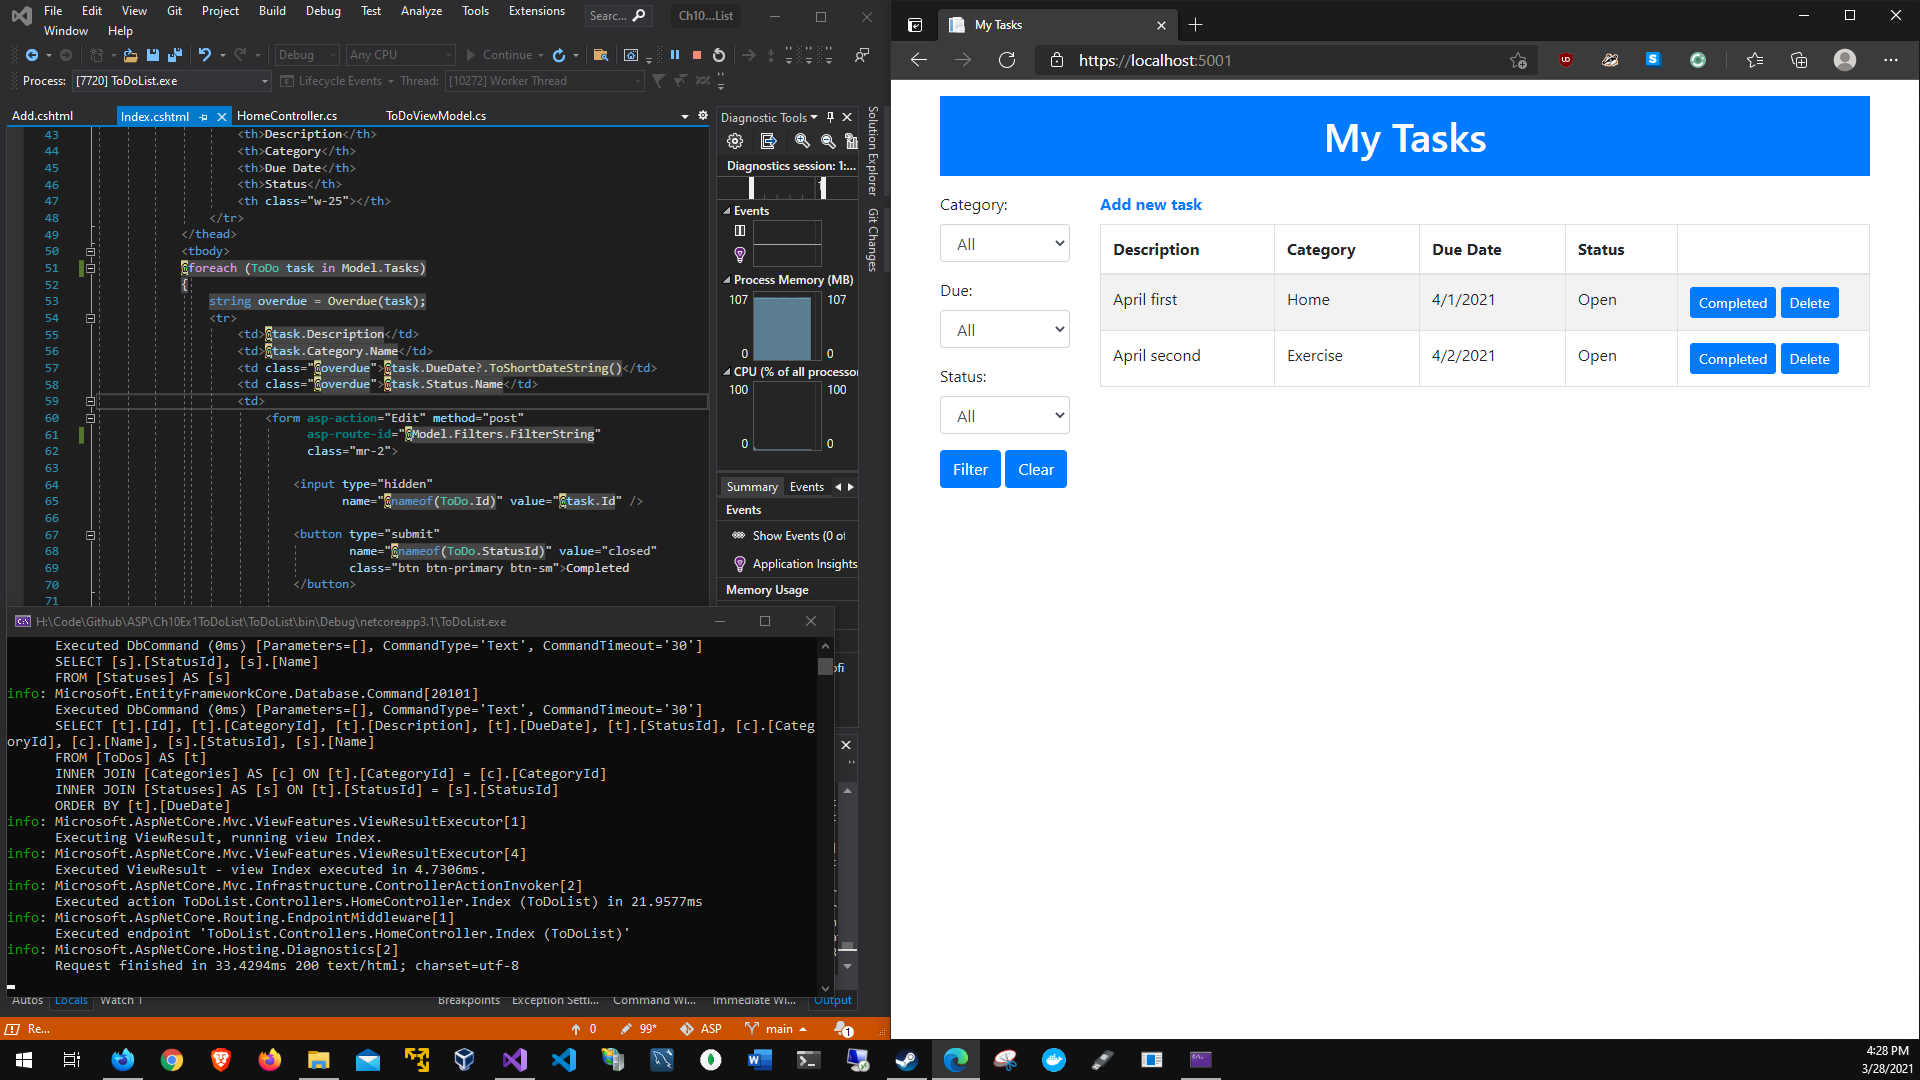 File Edit View Git Project Build Debug Test Analyze Tools Extensions
Window Help
Searc...
Ch10...List
Debug Any CPU Continue
Process: [7720] ToDoList.exe Lifecycle Events Thread: [10272] Worker Thread
Add.cshtml Index.cshtml HomeController.cs ToDoViewModel.cs
43 <th>Description</th>
44 <th>Category</th>
45 <th>Due Date</th>
46 <th>Status</th>
47 <th class="w-25"></th>
48 </tr>
49 </thead>
50 <tbody>
51 @foreach (ToDo task in Model.Tasks)
52 {
53 string overdue = Overdue(task);
54 <tr>
55 <td>@task.Description</td>
56 <td>@task.Category.Name</td>
57 <td class="@overdue">@task.DueDate?.ToShortDateString()</td>
58 <td class="@overdue">@task.Status.Name</td>
59 <td>
60 <form asp-action="Edit" method="post"
61 asp-route-id="@Model.Filters.FilterString"
62 class="mr-2">
63
64 <input type="hidden"
65 name="@nameof(ToDo.Id)" value="@task.Id" />
66
67 <button type="submit"
68 name="@nameof(ToDo.StatusId)" value="closed"
69 class="btn btn-primary btn-sm">Completed
70 </button>
71
Diagnostic Tools
Diagnostics session: 1:...
Events
Process Memory (MB)
107 107
0 0
CPU (% of all processor
100 100
0 0
Summary Events
Events
Show Events (0 of
Application Insights
Memory Usage
Solution Explorer
Git Changes
H:\Code\Github\ASP\Ch10Ex1ToDoList\ToDoList\bin\Debug\netcoreapp3.1\ToDoList.exe
Executed DbCommand (0ms) [Parameters=[], CommandType='Text', CommandTimeout='30']
SELECT [s].[StatusId], [s].[Name]
FROM [Statuses] AS [s]
info: Microsoft.EntityFrameworkCore.Database.Command[20101]
Executed DbCommand (0ms) [Parameters=[], CommandType='Text', CommandTimeout='30']
SELECT [t].[Id], [t].[CategoryId], [t].[Description], [t].[DueDate], [t].[StatusId], [c].[Categ
oryId], [c].[Name], [s].[StatusId], [s].[Name]
FROM [ToDos] AS [t]
INNER JOIN [Categories] AS [c] ON [t].[CategoryId] = [c].[CategoryId]
INNER JOIN [Statuses] AS [s] ON [t].[StatusId] = [s].[StatusId]
ORDER BY [t].[DueDate]
info: Microsoft.AspNetCore.Mvc.ViewFeatures.ViewResultExecutor[1]
Executing ViewResult, running view Index.
info: Microsoft.AspNetCore.Mvc.ViewFeatures.ViewResultExecutor[4]
Executed ViewResult - view Index executed in 4.7306ms.
info: Microsoft.AspNetCore.Mvc.Infrastructure.ControllerActionInvoker[2]
Executed action ToDoList.Controllers.HomeController.Index (ToDoList) in 21.9577ms
info: Microsoft.AspNetCore.Routing.EndpointMiddleware[1]
Executed endpoint 'ToDoList.Controllers.HomeController.Index (ToDoList)'
info: Microsoft.AspNetCore.Hosting.Diagnostics[2]
Request finished in 33.4294ms 200 text/html; charset=utf-8
Autos Locals Watch 1 Breakpoints Exception Setti... Command Wi... Immediate Wi... Output
Re... 0 99* ASP main 1
My Tasks
https://localhost:5001
My Tasks
Category:
All
Due:
All
Status:
All
Filter Clear
Add new task
Description Category Due Date Status
April first Home 4/1/2021 Open Completed Delete
April second Exercise 4/2/2021 Open Completed Delete
4:28 PM
3/28/2021